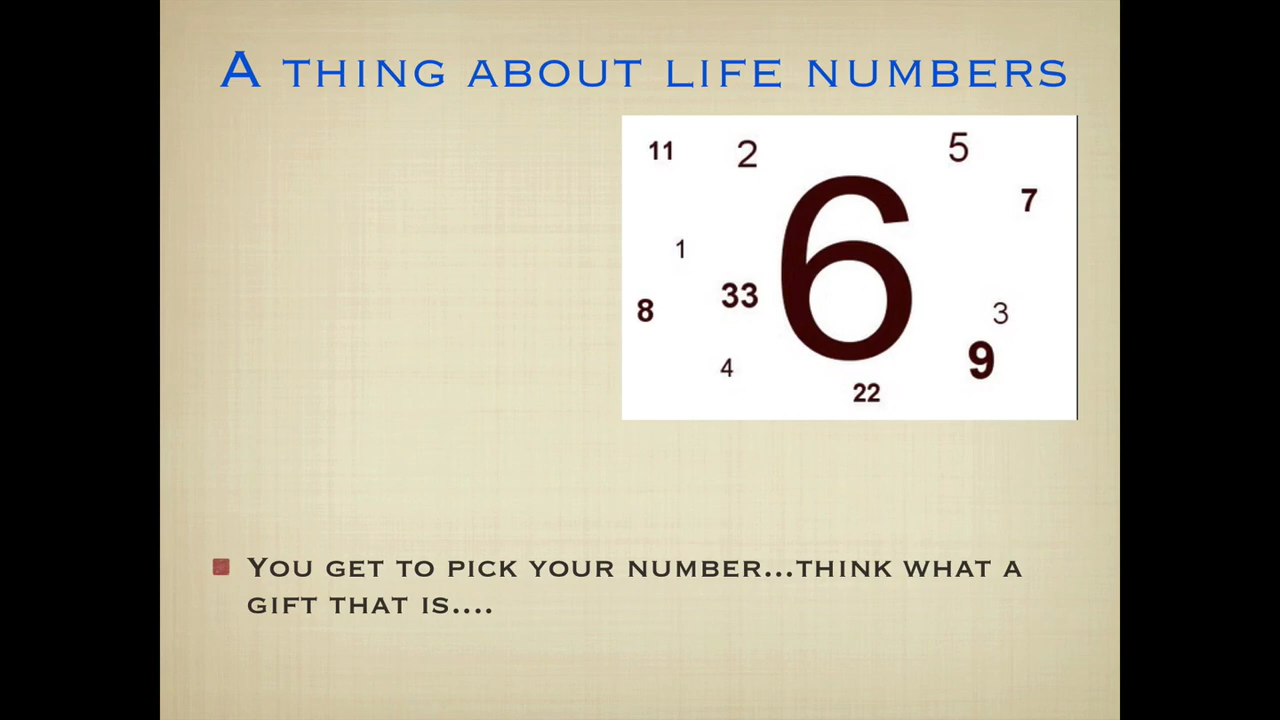 A THING ABOUT LIFE NUMBERS
11 2 5
7
1
33
8 3
9
4
22
6
YOU GET TO PICK YOUR NUMBER...THINK WHAT A
GIFT THAT IS....